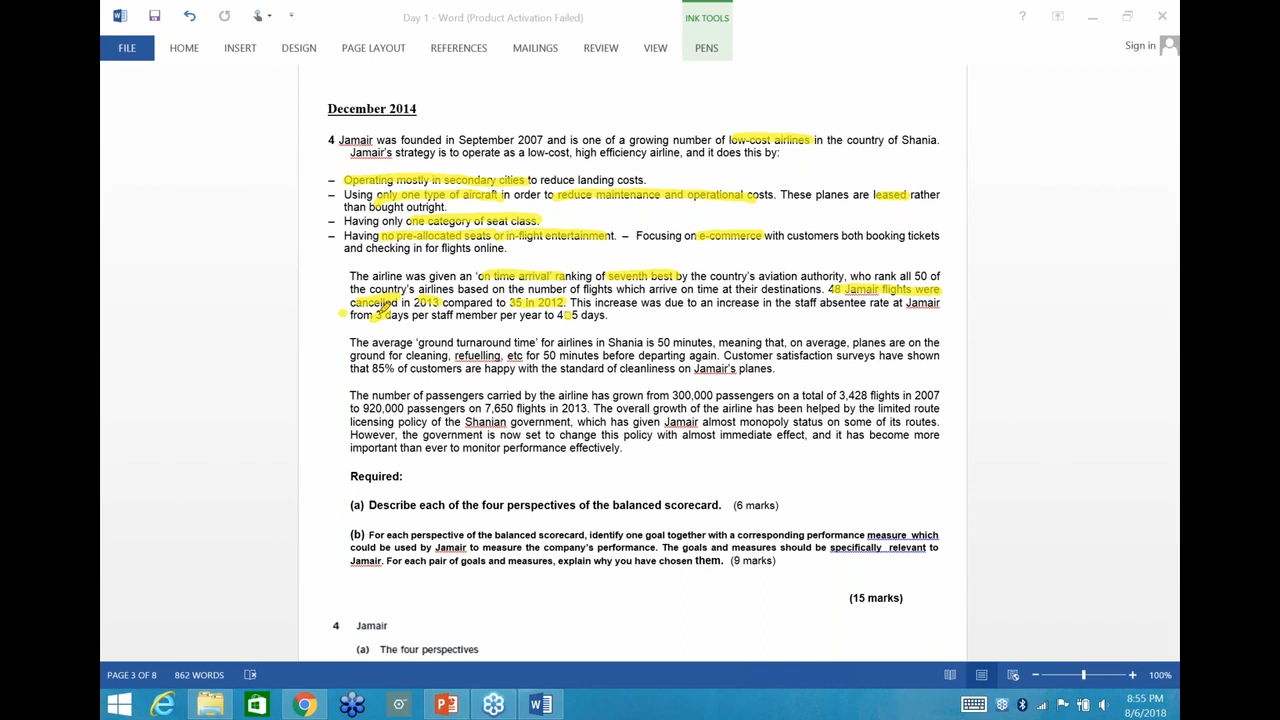 Day 1 - Word (Product Activation Failed)
INK TOOLS
?
FILE
HOME
INSERT
DESIGN
PAGE LAYOUT
REFERENCES
MAILINGS
REVIEW
VIEW
PENS
Sign in
December 2014
4 Jamair was founded in September 2007 and is one of a growing number of low-cost airlines in the country of Shania.
Jamair's strategy is to operate as a low-cost, high efficiency airline, and it does this by:
– Operating mostly in secondary cities to reduce landing costs.
– Using only one type of aircraft in order to reduce maintenance and operational costs. These planes are leased rather
than bought outright.
– Having only one category of seat class.
– Having no pre-allocated seats or in-flight entertainment. – Focusing on e-commerce with customers both booking tickets
and checking in for flights online.
The airline was given an 'on time arrival' ranking of seventh best by the country's aviation authority, who rank all 50 of
the country's airlines based on the number of flights which arrive on time at their destinations. 48 Jamair flights were
cancelled in 2013 compared to 35 in 2012. This increase was due to an increase in the staff absentee rate at Jamair
from 3 days per staff member per year to 4·5 days.
The average 'ground turnaround time' for airlines in Shania is 50 minutes, meaning that, on average, planes are on the
ground for cleaning, refuelling, etc for 50 minutes before departing again. Customer satisfaction surveys have shown
that 85% of customers are happy with the standard of cleanliness on Jamair's planes.
The number of passengers carried by the airline has grown from 300,000 passengers on a total of 3,428 flights in 2007
to 920,000 passengers on 7,650 flights in 2013. The overall growth of the airline has been helped by the limited route
licensing policy of the Shanian government, which has given Jamair almost monopoly status on some of its routes.
However, the government is now set to change this policy with almost immediate effect, and it has become more
important than ever to monitor performance effectively.
Required:
(a) Describe each of the four perspectives of the balanced scorecard. (6 marks)
(b) For each perspective of the balanced scorecard, identify one goal together with a corresponding performance measure which
could be used by Jamair to measure the company's performance. The goals and measures should be specifically relevant to
Jamair. For each pair of goals and measures, explain why you have chosen them. (9 marks)
(15 marks)
4 Jamair
(a) The four perspectives
PAGE 3 OF 8
862 WORDS
100%
8:55 PM
8/6/2018